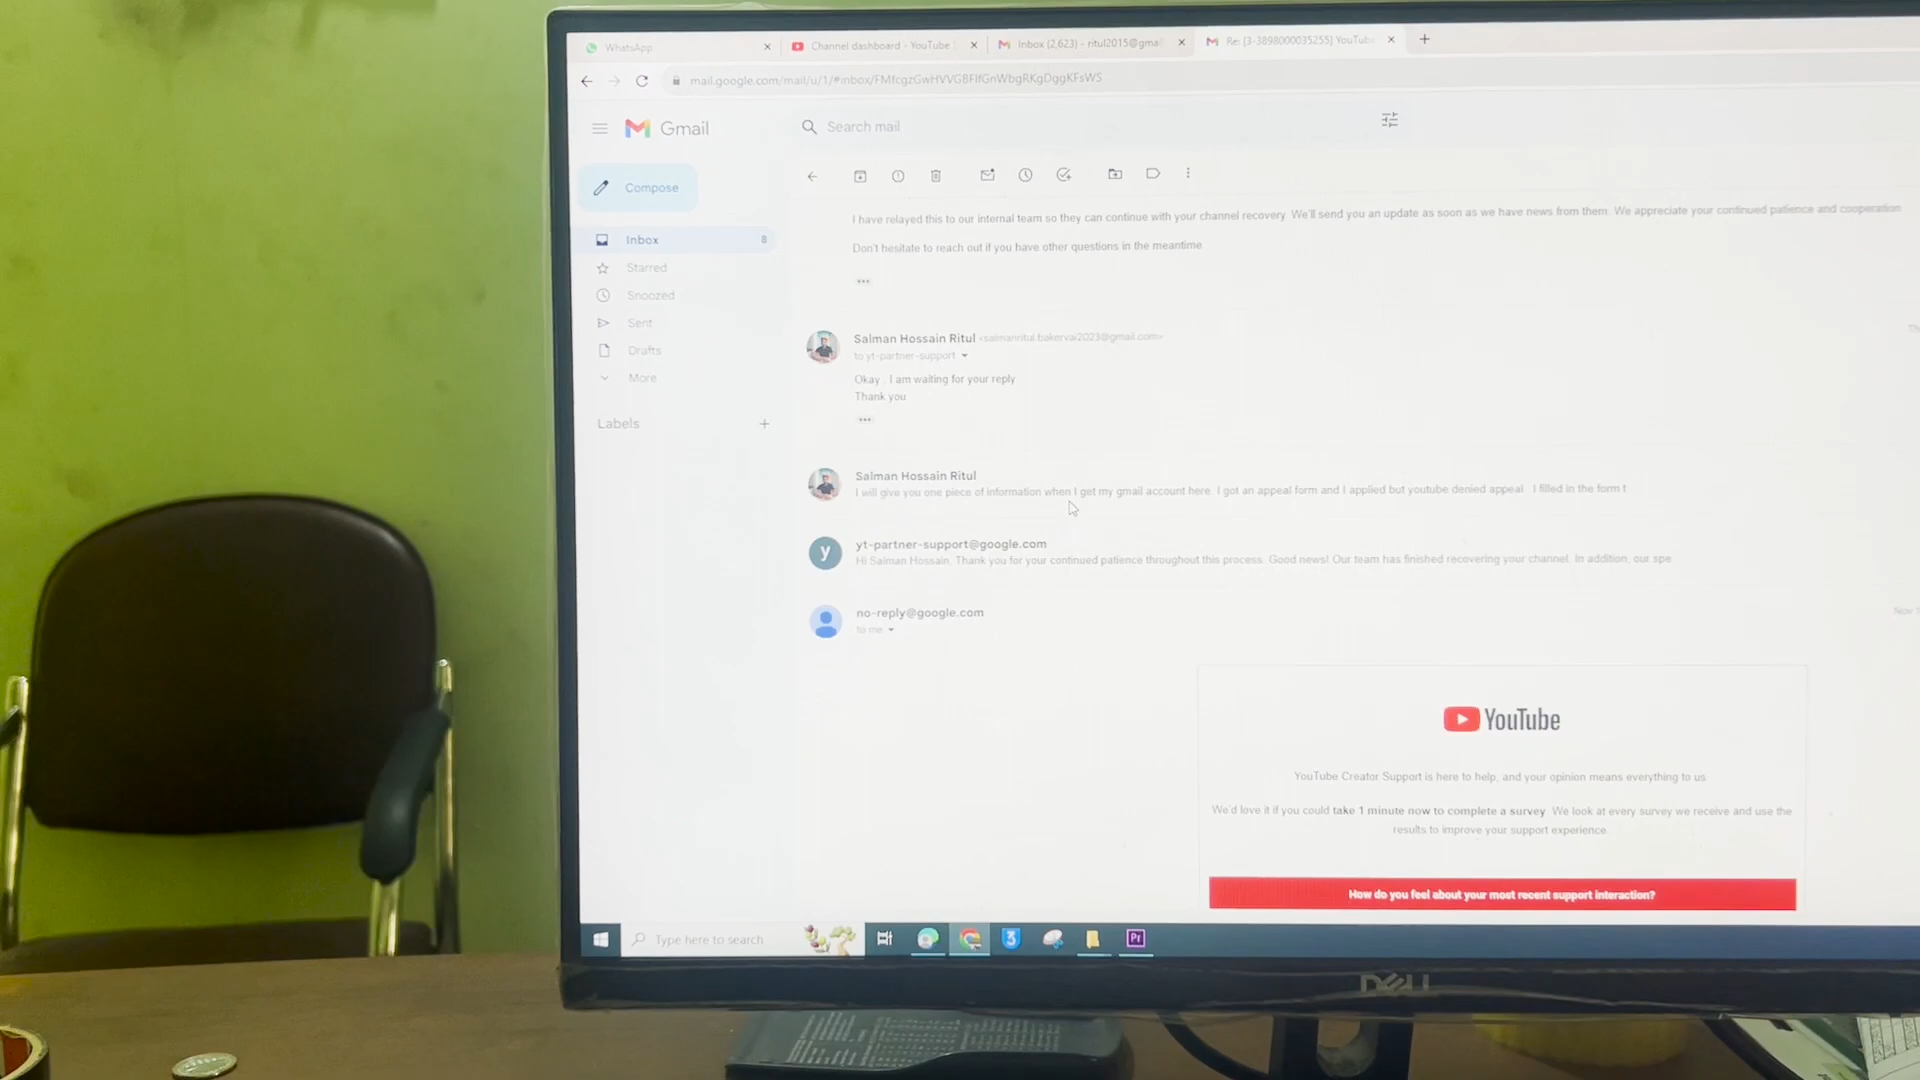 WhatsApp
Channel dashboard - YouTube
Inbox (2,623) - ritul2015@gma
Re: [3-3898000035255] YouTub
mail.google.com/mail/u/1/#inbox/
Gmail
Search mail
Compose
Inbox 8
Starred
Snoozed
Sent
Drafts
More
Labels
I have relayed this to our internal team so they can continue with your channel recovery. We'll send you an update as soon as we have news from them. We appreciate your continued patience and cooperation
Don't hesitate to reach out if you have other questions in the meantime
Salman Hossain Ritul <salmanritul.bakervai2023@gmail.com>
to yt-partner-support
Okay . I am waiting for your reply
Thank you
Salman Hossain Ritul
I will give you one piece of information when I get my gmail account here. I got an appeal form and I applied but youtube denied appeal. I filled in the form t
y
yt-partner-support@google.com
Hi Salman Hossain, Thank you for your continued patience throughout this process. Good news! Our team has finished recovering your channel. In addition, our spe
no-reply@google.com
to me
Nov 1
YouTube
YouTube Creator Support is here to help, and your opinion means everything to us
We'd love it if you could take 1 minute now to complete a survey. We look at every survey we receive and use the
results to improve your support experience.
How do you feel about your most recent support interaction?
Type here to search
3
Pr
DELL